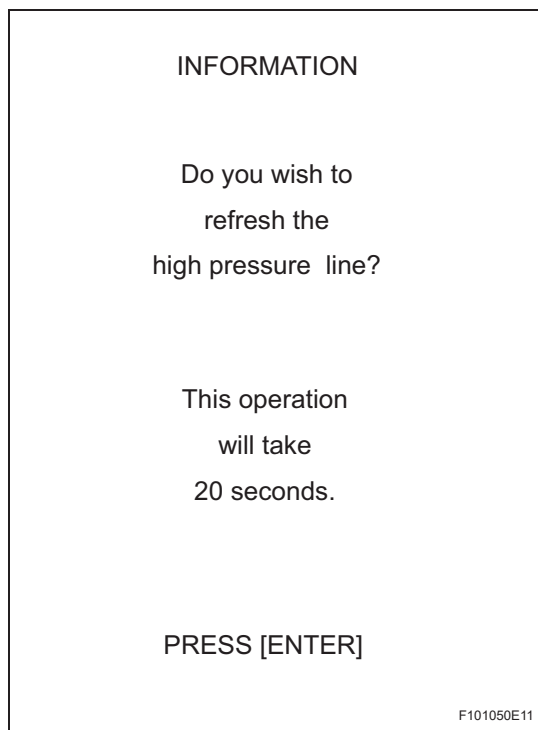 INFORMATION
Do you wish to
refresh the
high pressure line?
This operation
will take
20 seconds.
PRESS [ENTER]
F101050E11